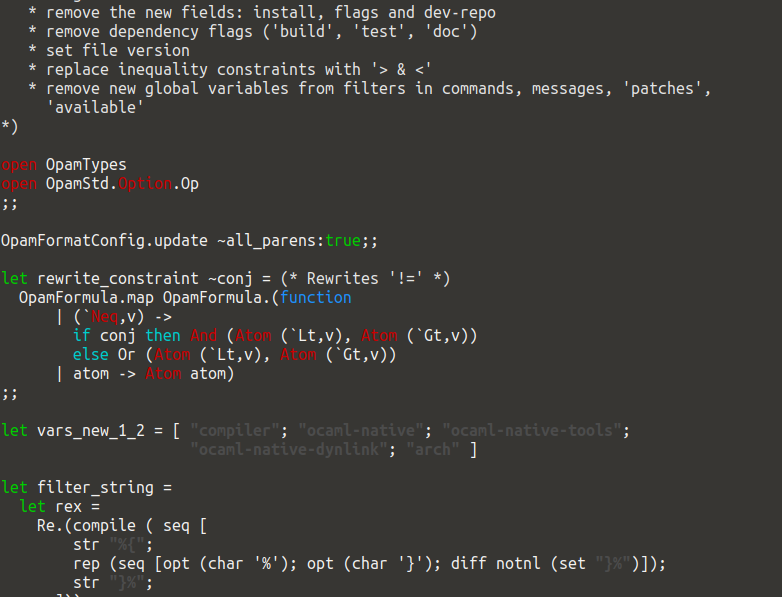 * remove the new fields: install, flags and dev-repo
* remove dependency flags ('build', 'test', 'doc')
* set file version
* replace inequality constraints with '> & <'
* remove new global variables from filters in commands, messages, 'patches',
'available'
*)
open OpamTypes
open OpamStd.Option.Op
;;
OpamFormatConfig.update ~all_parens:true;;
let rewrite_constraint ~conj = (* Rewrites '!=' *)
OpamFormula.map OpamFormula.(function
| (`Neq,v) ->
if conj then And (Atom (`Lt,v), Atom (`Gt,v))
else Or (Atom (`Lt,v), Atom (`Gt,v))
| atom -> Atom atom)
;;
let vars_new_1_2 = [ "compiler"; "ocaml-native"; "ocaml-native-tools";
"ocaml-native-dynlink"; "arch" ]
let filter_string =
let rex =
Re.(compile ( seq [
str "%{";
rep (seq [opt (char '%'); opt (char '}'); diff notnl (set "}%")]);
str "}%";